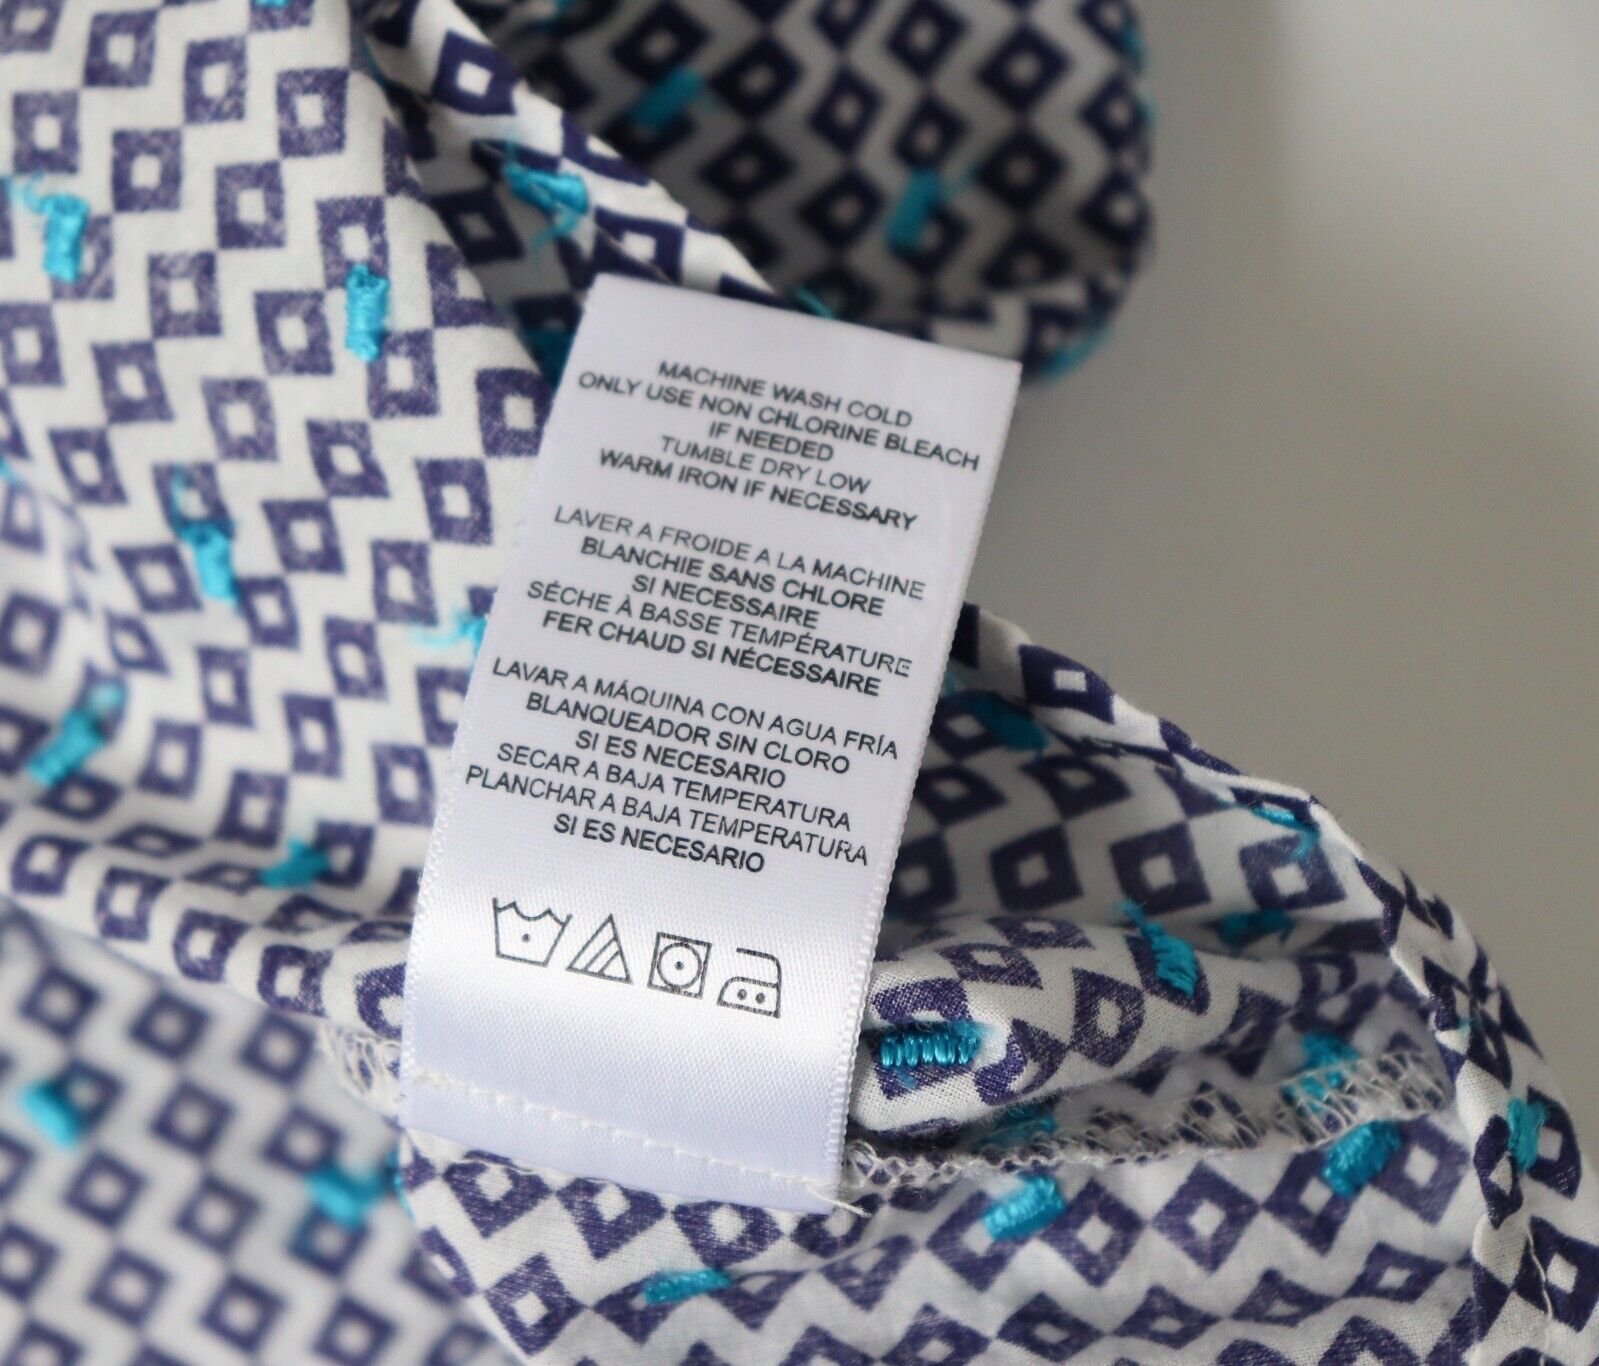 MACHINE WASH COLD
ONLY USE NON CHLORINE BLEACH
IF NEEDED
TUMBLE DRY LOW
WARM IRON IF NECESSARY
LAVER A FROIDE A LA MACHINE
BLANCHIE SANS CHLORE
SI NECESSAIRE
SÉCHE À BASSE TEMPÉRATURE
FER CHAUD SI NÉCESSAIRE
LAVAR A MÁQUINA CON AGUA FRÍA
BLANQUEADOR SIN CLORO
SI ES NECESARIO
SECAR A BAJA TEMPERATURA
PLANCHAR A BAJA TEMPERATURA
SI ES NECESARIO